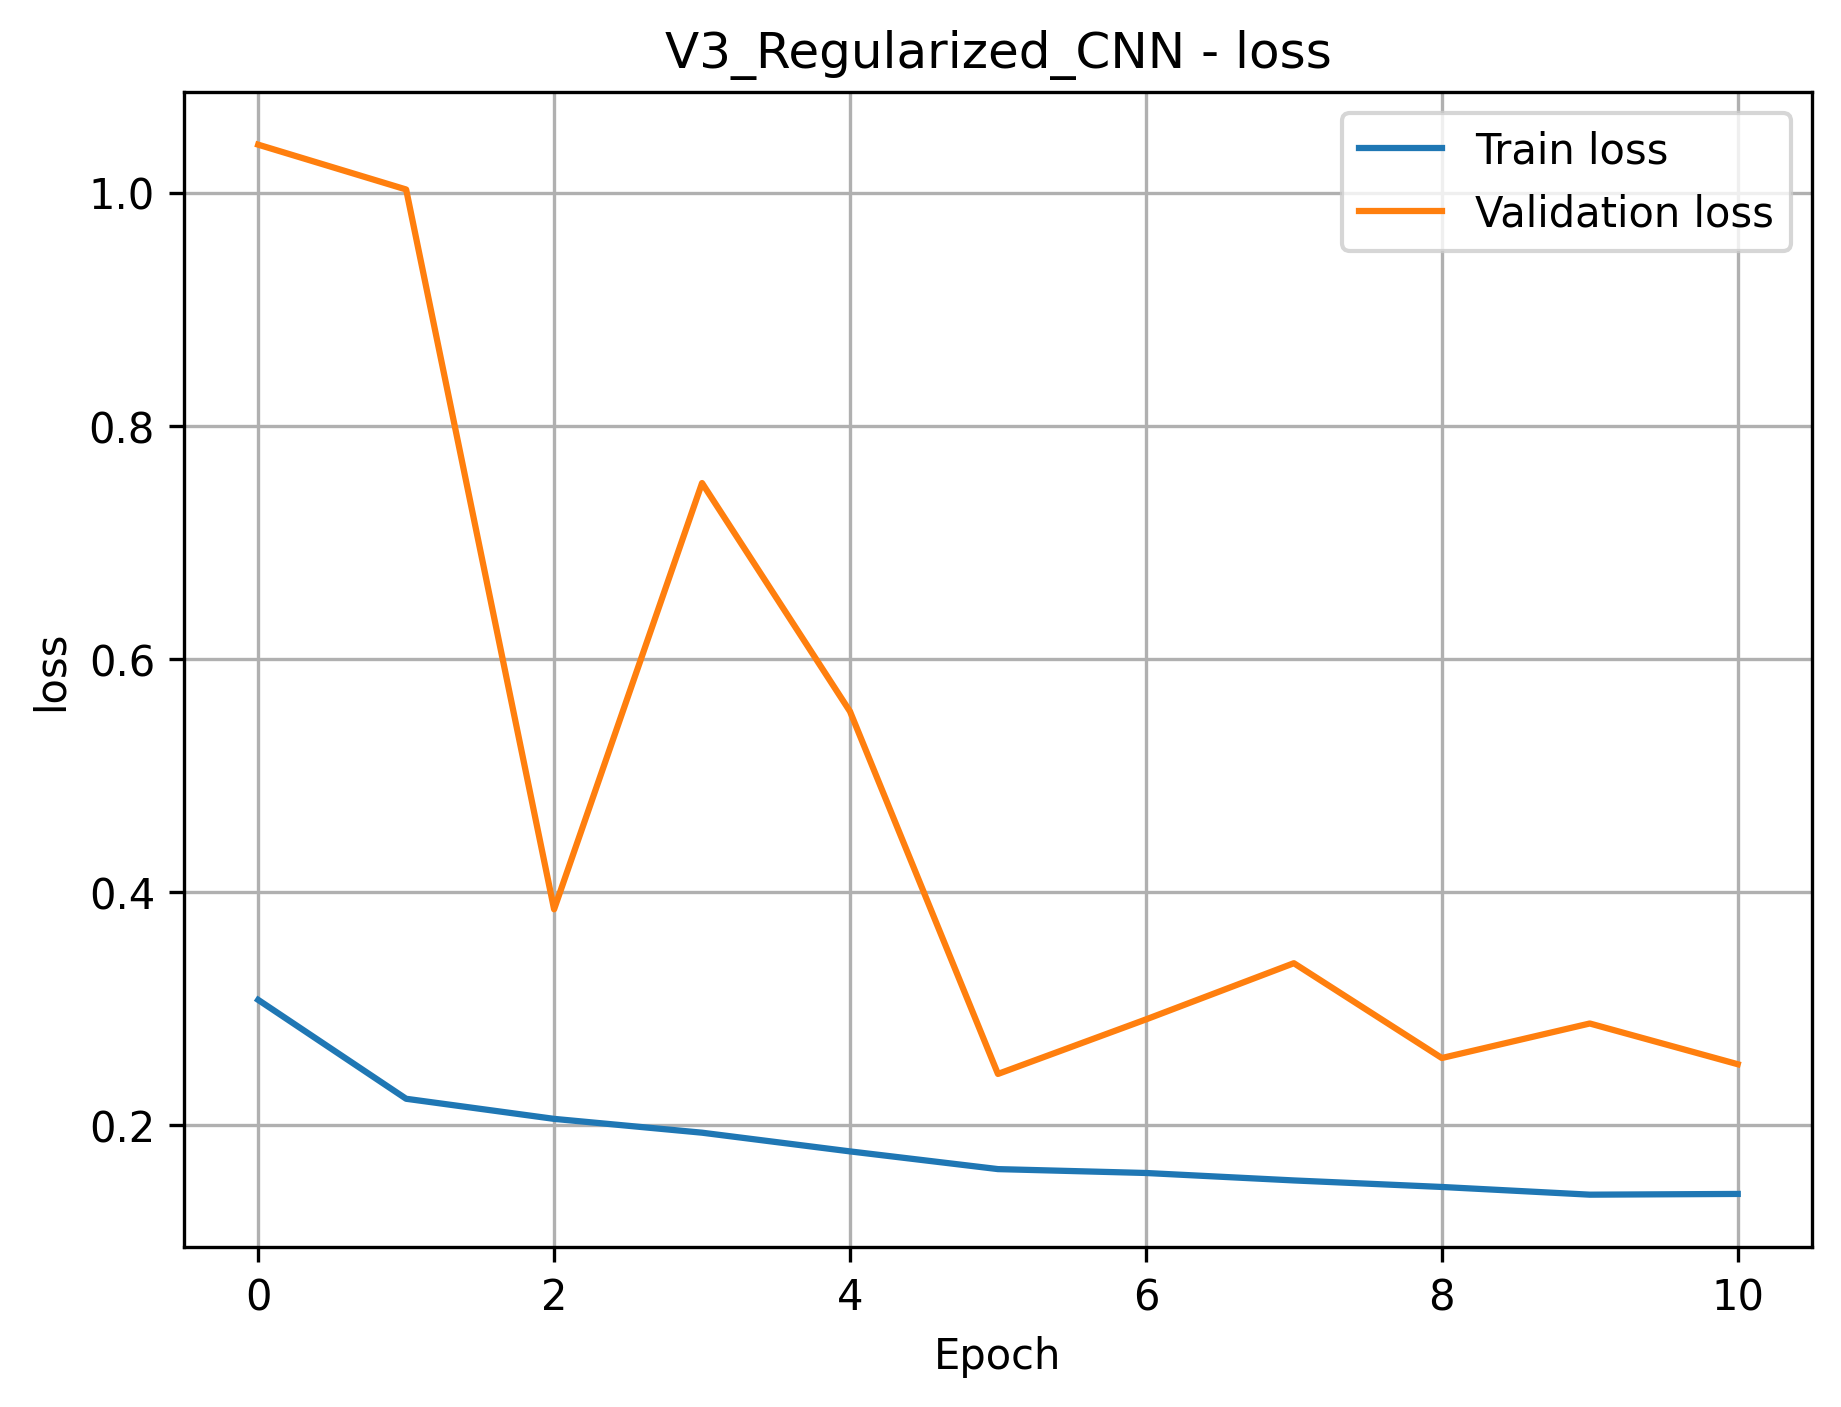 V3_Regularized_CNN - loss
Train loss
Validation loss
1.0
0.8
0.6
0.4
0.2
loss
0 2 4 6 8 10
Epoch